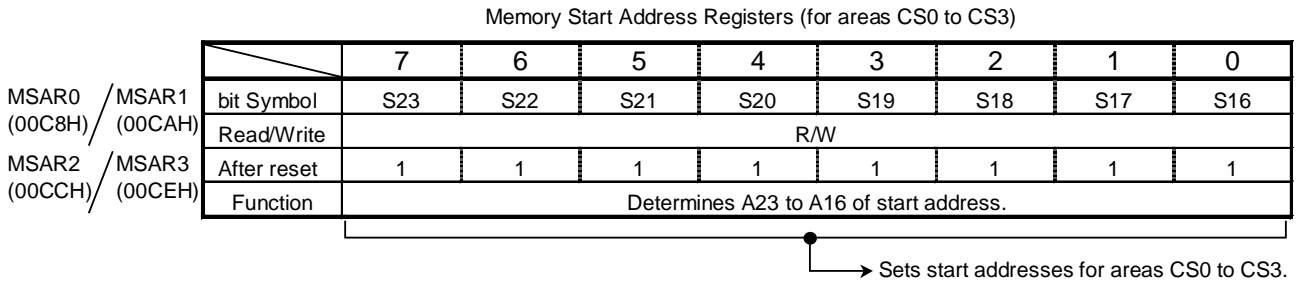 Memory Start Address Registers (for areas CS0 to CS3)
7 6 5 4 3 2 1 0
MSAR0 / MSAR1 bit Symbol S23 S22 S21 S20 S19 S18 S17 S16
(00C8H) (00CAH) Read/Write R/W
MSAR2 / MSAR3 After reset 1 1 1 1 1 1 1 1
(00CCH) (00CEH) Function Determines A23 to A16 of start address.
Sets start addresses for areas CS0 to CS3.